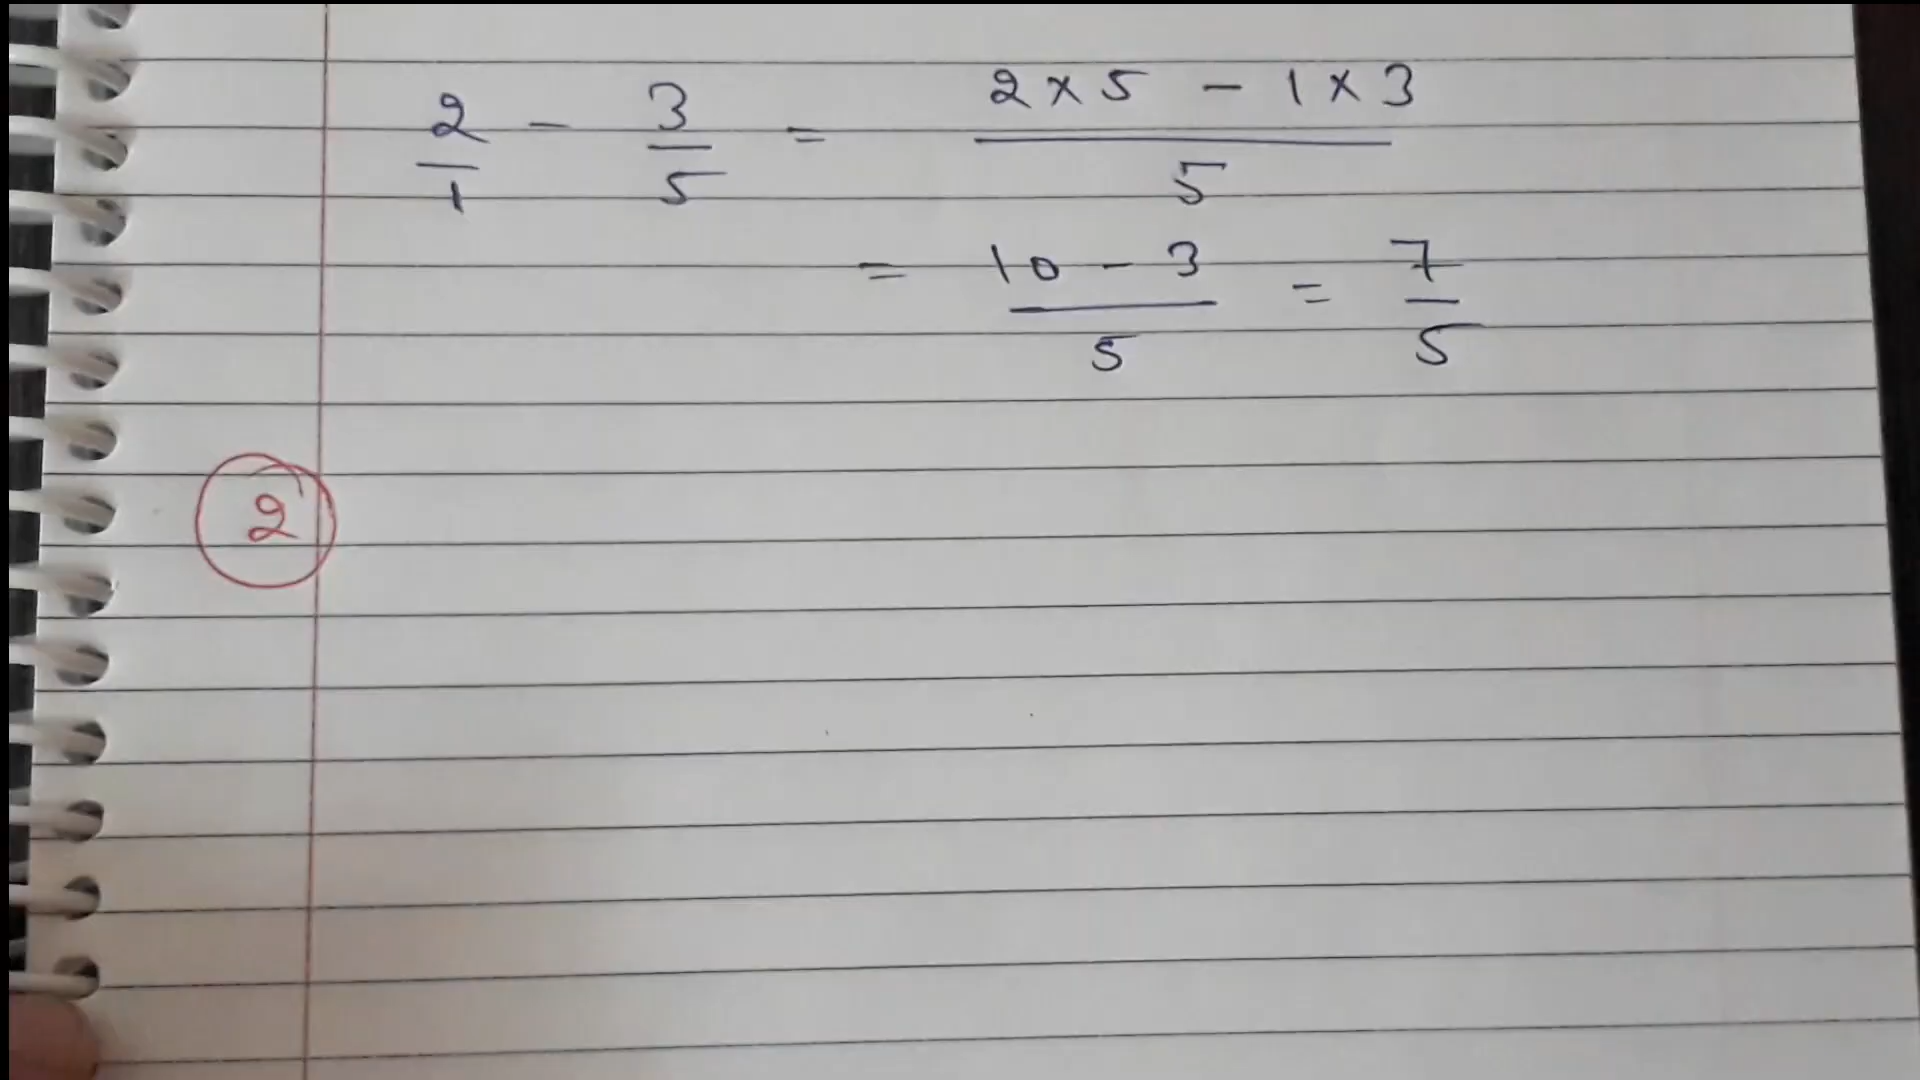 2/1 - 3/5 = (2 × 5 - 1 × 3)/5
= (10 - 3)/5 = 7/5
2